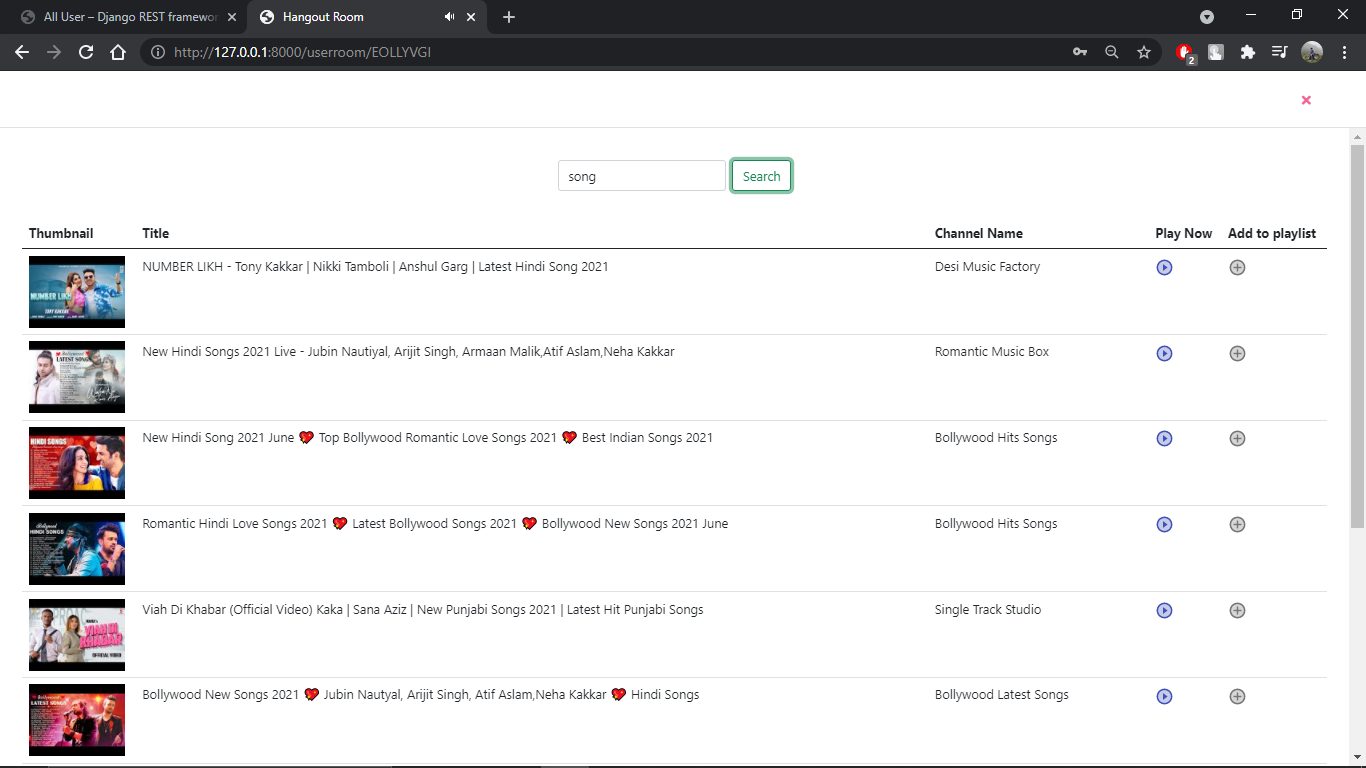 All User – Django REST framewor
Hangout Room
http://127.0.0.1:8000/userroom/EOLLYVGI
2
song
Search
Thumbnail Title Channel Name Play Now Add to playlist
NUMBER LIKH
TONY KAKKAR
NUMBER LIKH - Tony Kakkar | Nikki Tamboli | Anshul Garg | Latest Hindi Song 2021 Desi Music Factory
Bollywood
LATEST SONG
New Hindi Songs 2021 Live - Jubin Nautiyal, Arijit Singh, Armaan Malik,Atif Aslam,Neha Kakkar Romantic Music Box
HINDI SONGS
New Hindi Song 2021 June 💖 Top Bollywood Romantic Love Songs 2021 💖 Best Indian Songs 2021 Bollywood Hits Songs
Bollywood
HINDI SONGS
Romantic Hindi Love Songs 2021 💖 Latest Bollywood Songs 2021 💖 Bollywood New Songs 2021 June Bollywood Hits Songs
VIAH DI
KHABAR
OFFICIAL VIDEO
Viah Di Khabar (Official Video) Kaka | Sana Aziz | New Punjabi Songs 2021 | Latest Hit Punjabi Songs Single Track Studio
Bollywood
LATEST SONGS
Bollywood New Songs 2021 💖 Jubin Nautyal, Arijit Singh, Atif Aslam,Neha Kakkar 💖 Hindi Songs Bollywood Latest Songs